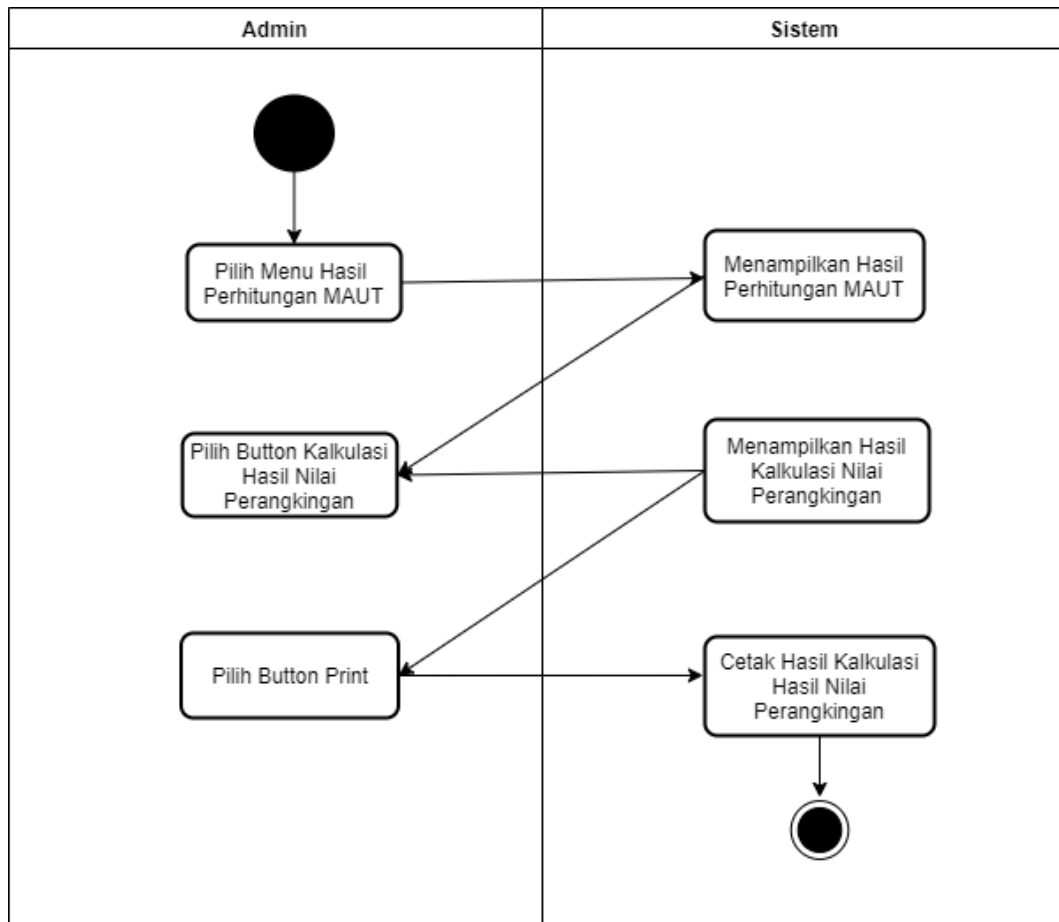 Admin
Sistem
Pilih Menu Hasil
Perhitungan MAUT
Menampilkan Hasil
Perhitungan MAUT
Pilih Button Kalkulasi
Hasil Nilai
Perangkingan
Menampilkan Hasil
Kalkulasi Nilai
Perangkingan
Pilih Button Print
Cetak Hasil Kalkulasi
Hasil Nilai
Perangkingan